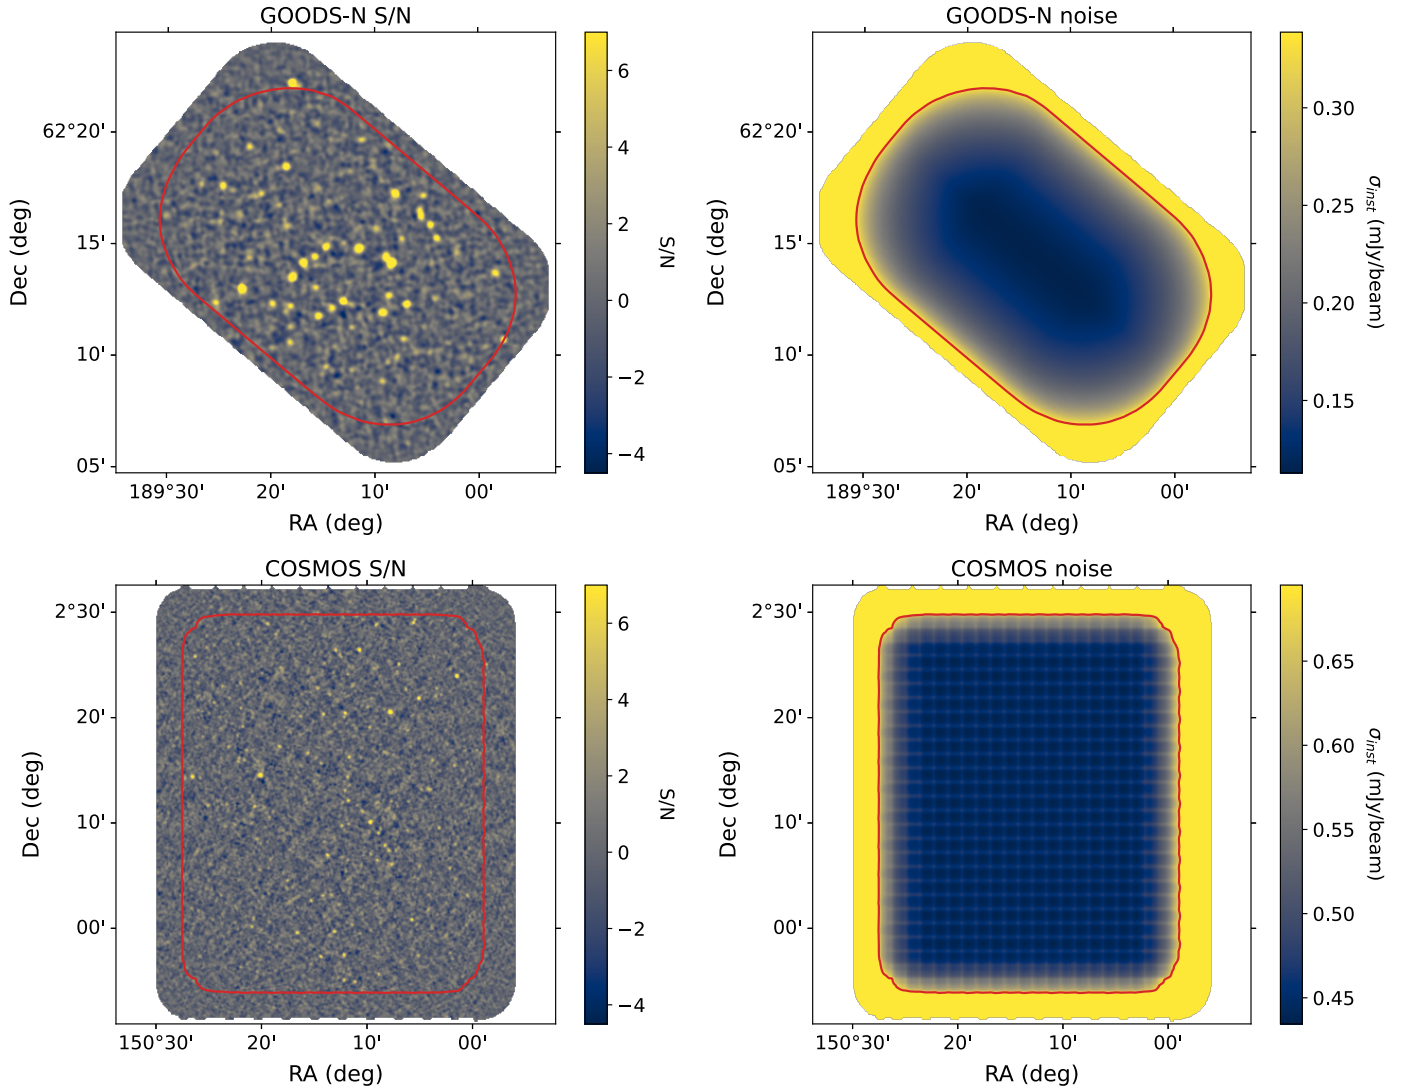 GOODS-N S/N
62°20'
15'
10'
05'
Dec (deg)
189°30' 20' 10' 00'
RA (deg)
6
4
2
0
−2
−4
S/N
GOODS-N noise
62°20'
15'
10'
05'
Dec (deg)
189°30' 20' 10' 00'
RA (deg)
0.30
0.25
0.20
0.15
σinst (mJy/beam)
COSMOS S/N
2°30'
20'
10'
00'
Dec (deg)
150°30' 20' 10' 00'
RA (deg)
6
4
2
0
−2
−4
S/N
COSMOS noise
2°30'
20'
10'
00'
Dec (deg)
150°30' 20' 10' 00'
RA (deg)
0.65
0.60
0.55
0.50
0.45
σinst (mJy/beam)